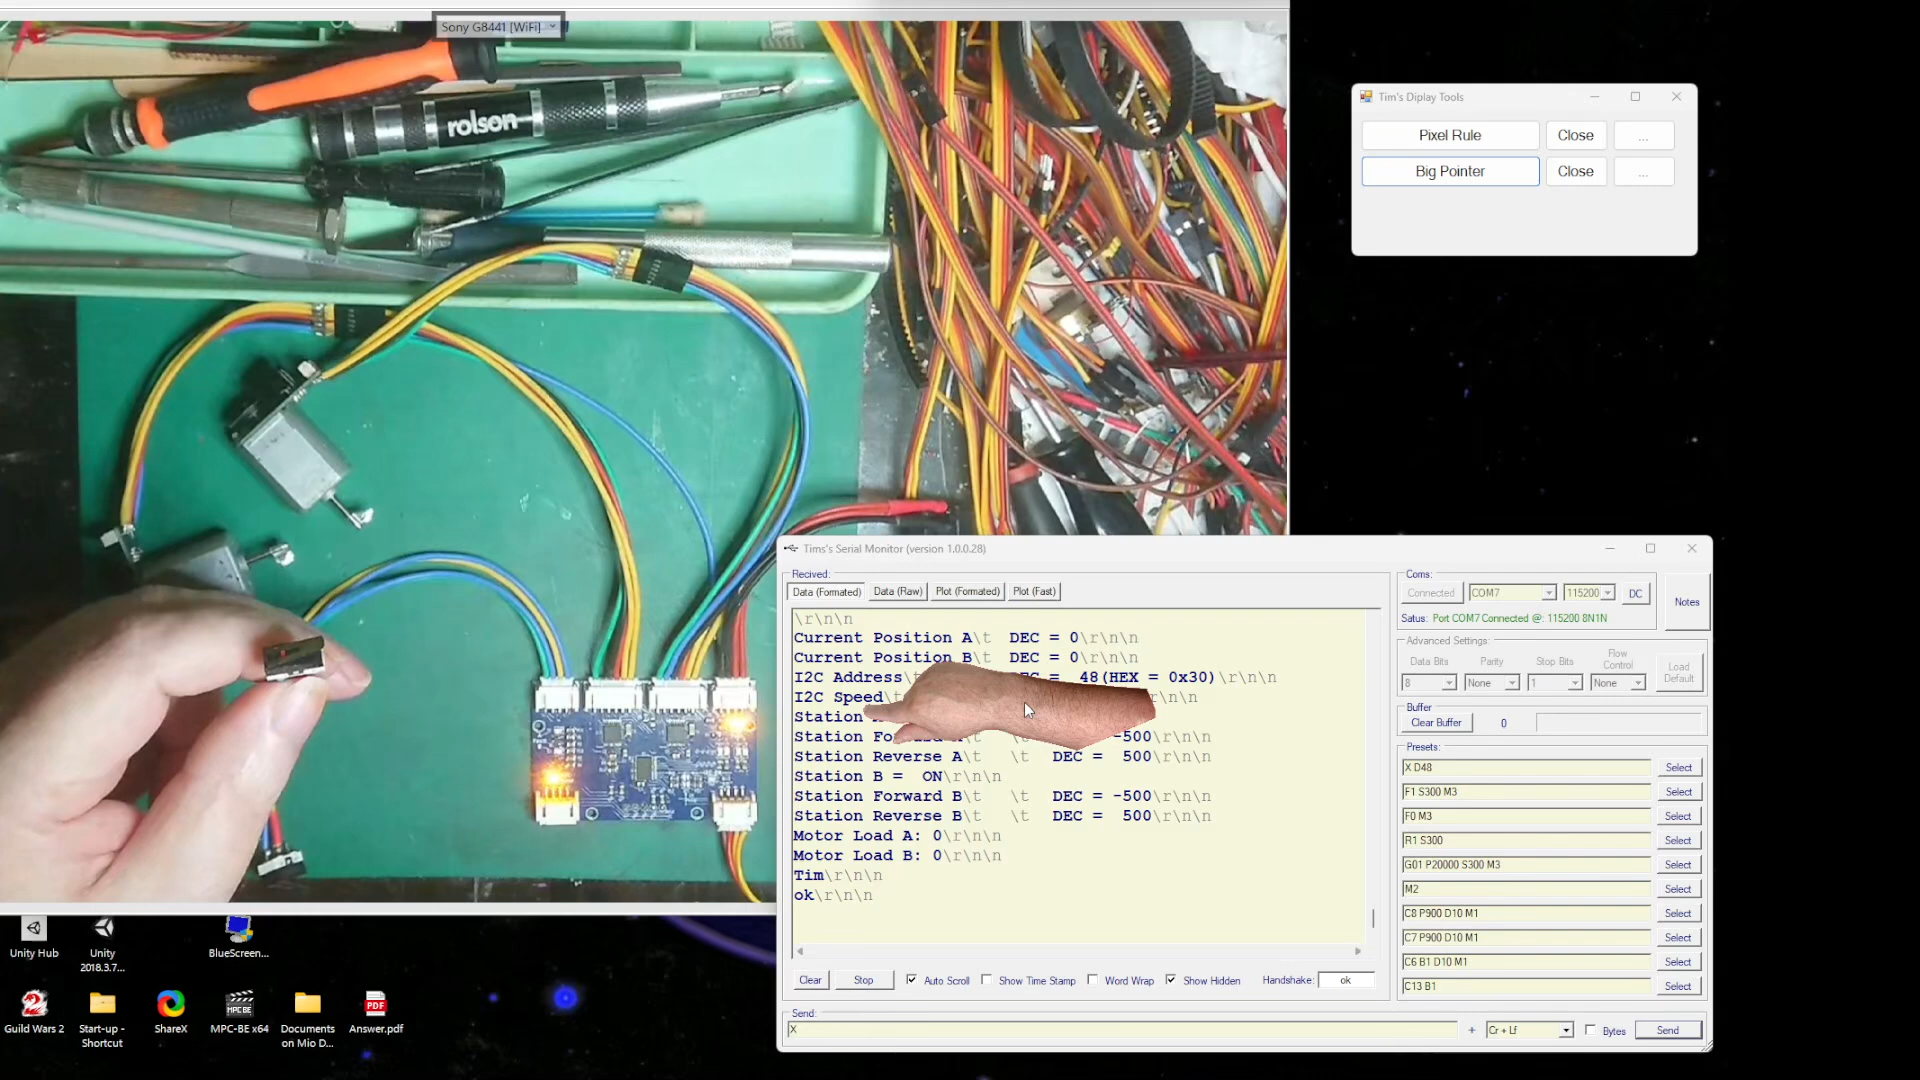 Sony G8441 [WiFi]
rolson
Tim's Diplay Tools
Pixel Rule
Close
...
Big Pointer
Close
...
Tims's Serial Monitor (version 1.0.0.28)
Recived:
Data (Formated)
Data (Raw)
Plot (Formated)
Plot (Fast)
\r\n\n
Current Position A\t DEC = 0\r\n\n
Current Position B\t DEC = 0\r\n\n
I2C Address\t 48(HEX = 0x30)\r\n\n
I2C Speed\t \r\n\n
Station
Station -500\r\n\n
Station Reverse A\t \t DEC = 500\r\n\n
Station B = ON\r\n\n
Station Forward B\t \t DEC = -500\r\n\n
Station Reverse B\t \t DEC = 500\r\n\n
Motor Load A: 0\r\n\n
Motor Load B: 0\r\n\n
Tim\r\n\n
ok\r\n\n
Clear
Stop
Auto Scroll
Show Time Stamp
Word Wrap
Show Hidden
Handshake:
ok
Send:
X
+
Cr + Lf
Bytes
Send
Coms:
Connected
COM7
115200
DC
Notes
Satus: Port COM7 Connected @: 115200 8N1N
Advanced Settings:
Data Bits
Parity
Stop Bits
Flow
Control
8
None
1
None
Load
Default
Buffer
Clear Buffer
0
Presets:
X D48
Select
F1 S300 M3
Select
F0 M3
Select
R1 S300
Select
G01 P20000 S300 M3
Select
M2
Select
C8 P900 D10 M1
Select
C7 P900 D10 M1
Select
C6 B1 D10 M1
Select
C13 B1
Select
Unity Hub
Unity
2018.3.7...
BlueScreen...
Guild Wars 2
Start-up -
Shortcut
ShareX
MPC-BE x64
Documents
on Mio D...
PDF
Answer.pdf